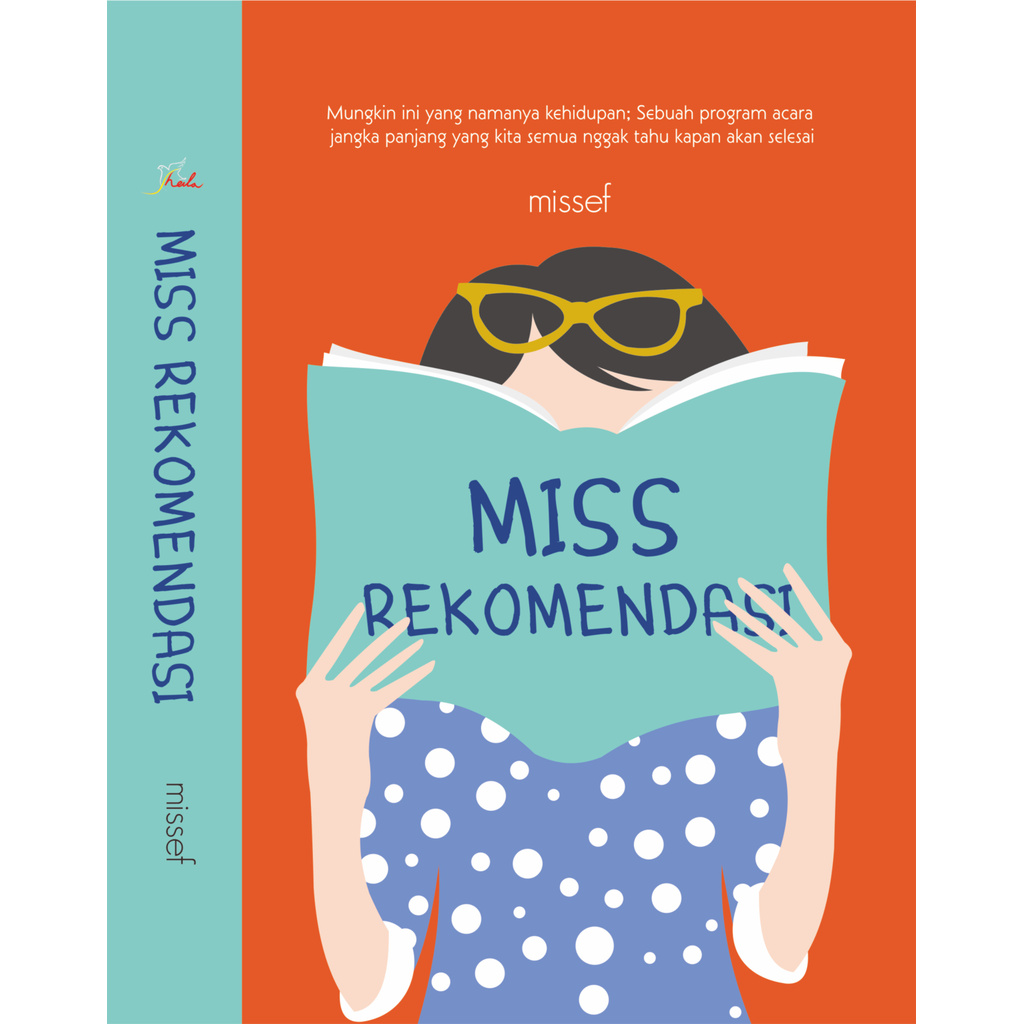 Mungkin ini yang namanya kehidupan; Sebuah program acara
jangka panjang yang kita semua nggak tahu kapan akan selesai
missef
MISS
REKOMENDASI
Sheila
MISS REKOMENDASI
missef